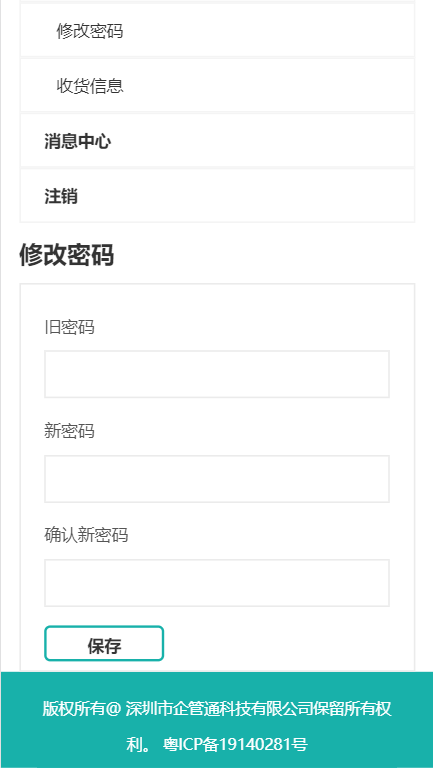 修改密码
收货信息
消息中心
注销
修改密码
旧密码
新密码
确认新密码
保存
版权所有@ 深圳市企管通科技有限公司保留所有权
利。 粤ICP备19140281号